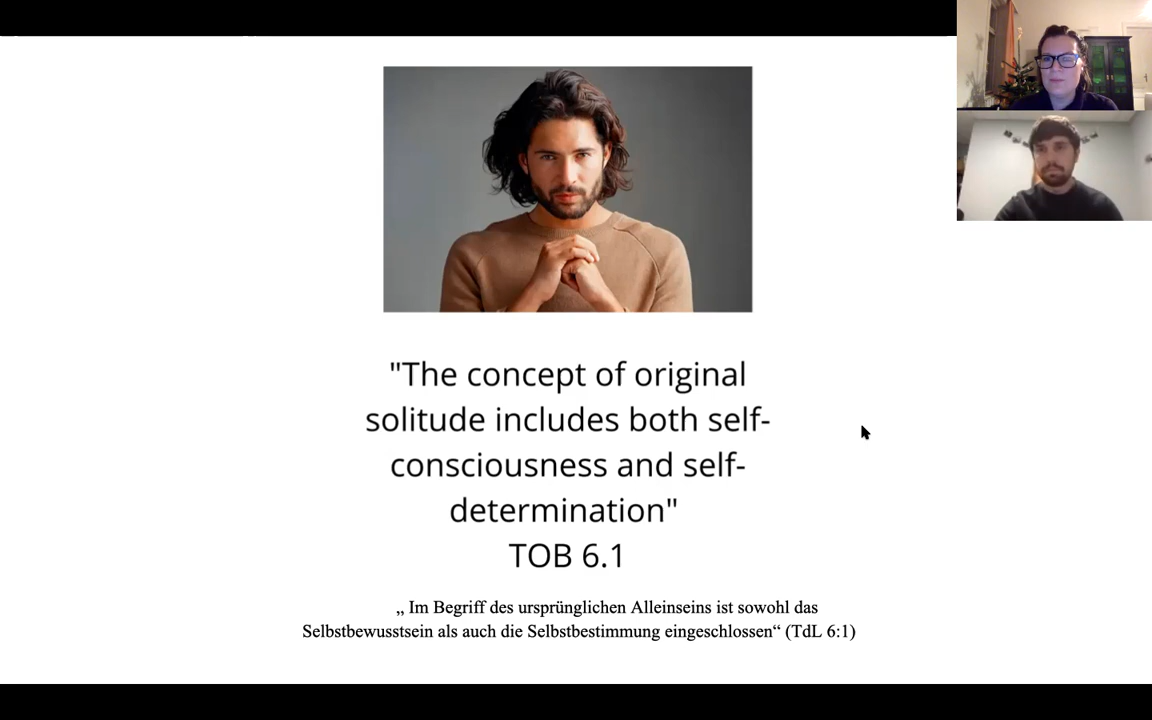 "The concept of original
solitude includes both self-
consciousness and self-
determination"
TOB 6.1
„ Im Begriff des ursprünglichen Alleinseins ist sowohl das
Selbstbewusstsein als auch die Selbstbestimmung eingeschlossen“ (TdL 6:1)